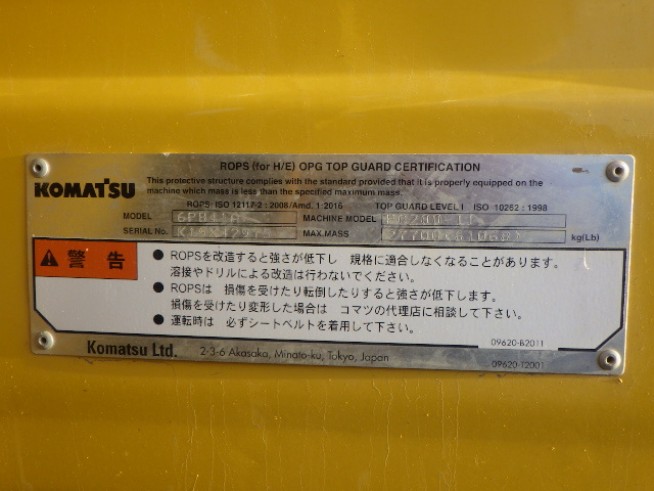 ROPS (for H/E) OPG TOP GUARD CERTIFICATION
KOMATSU
This protective structure complies with the standard provided that it is properly equipped on the
machine which mass is less than the specified maximum mass.
ROPS: ISO 12117-2 : 2008/Amd. 1:2016 TOP GUARD LEVEL I ISO 10262 : 1998
MODEL MACHINE MODEL
SERIAL No. MAX.MASS kg(Lb)
警告
● ROPSを改造すると強さが低下し 規格に適合しなくなることがあります。
溶接やドリルによる改造は行わないでください。
● ROPSは 損傷を受けたり転倒したりすると強さが低下します。
損傷を受けたり変形した場合は コマツの代理店に相談して下さい。
● 運転時は 必ずシートベルトを着用して下さい。
09620-B2011
Komatsu Ltd. 2-3-6 Akasaka, Minato-ku, Tokyo, Japan
09620-T2001